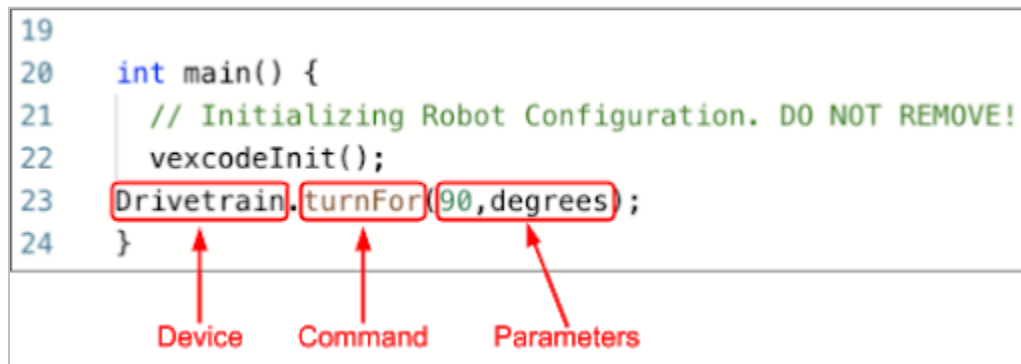 19
20 int main() {
21 // Initializing Robot Configuration. DO NOT REMOVE!
22 vexcodeInit();
23 Drivetrain.turnFor(90,degrees);
24 }
Device Command Parameters